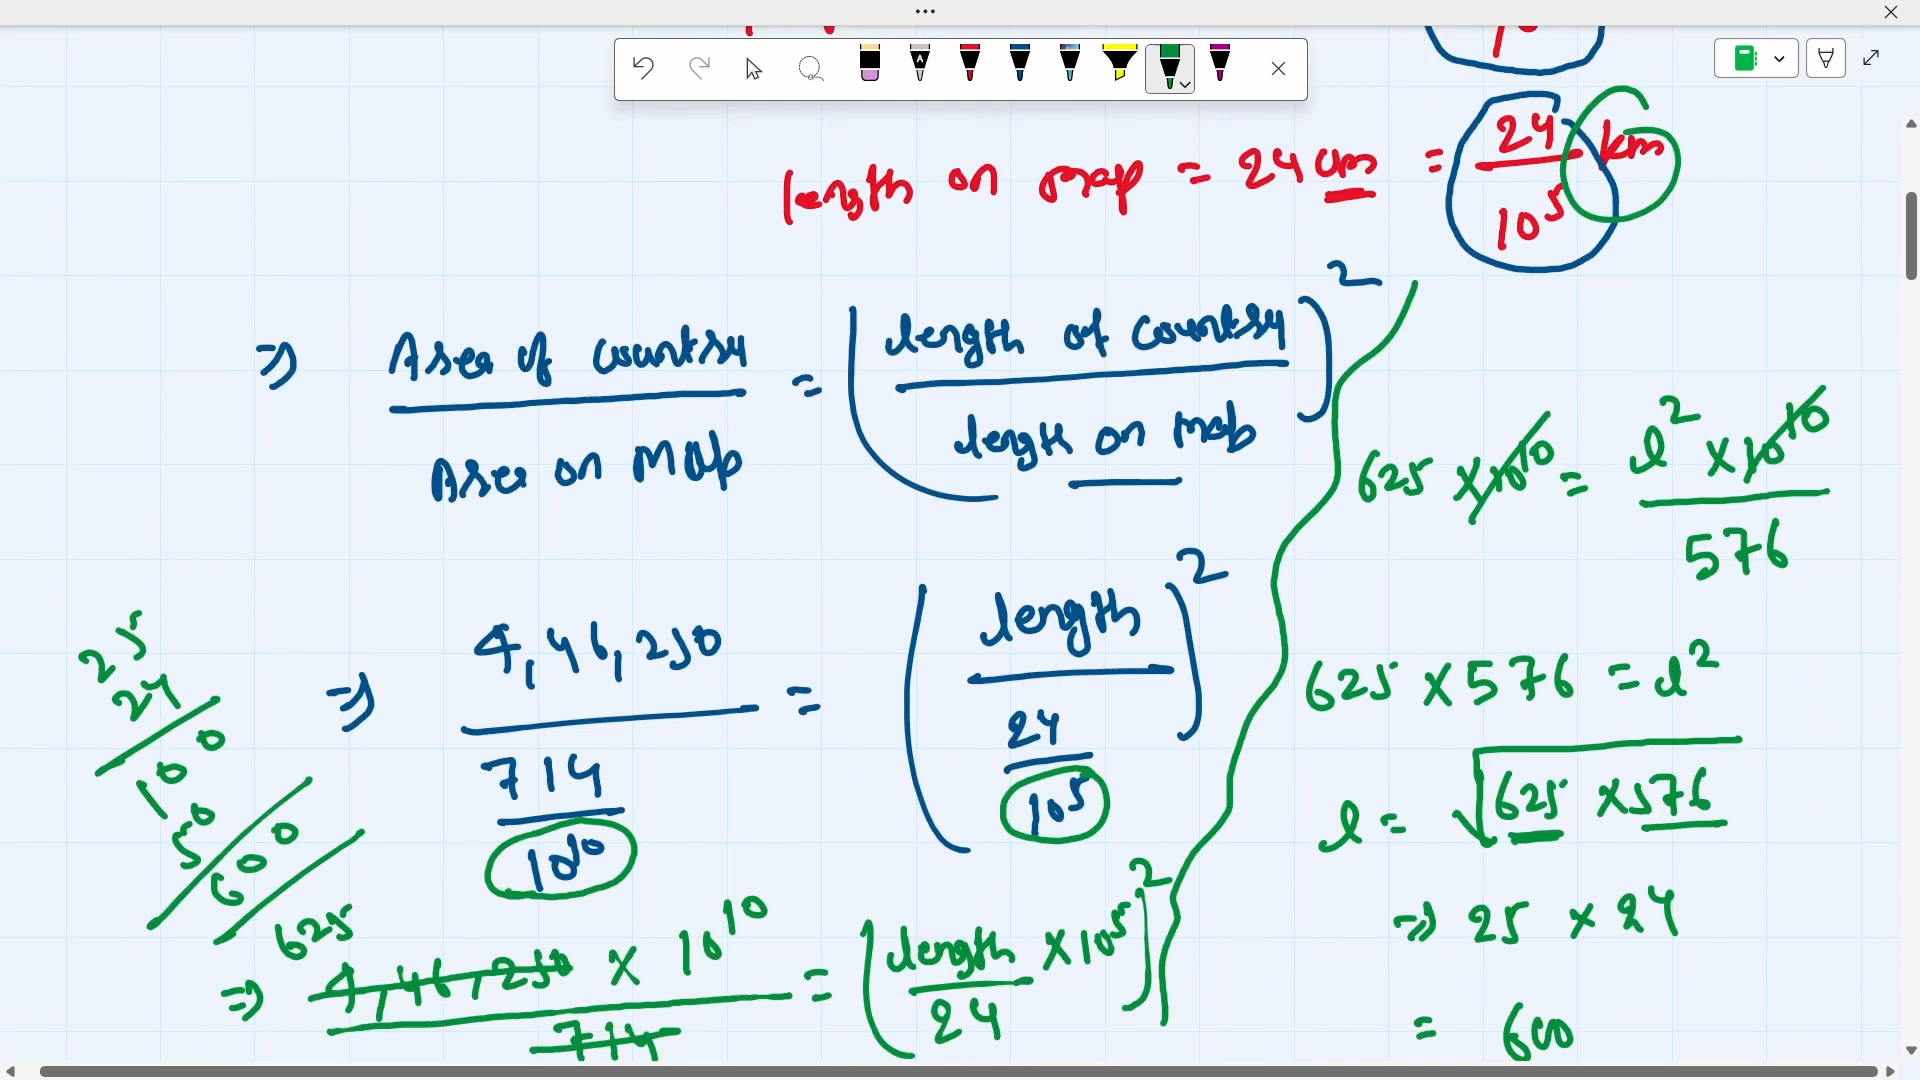 length on map = 24 cm = 24/10^5 km
⇒ Area of country / Area on Map = (length of country / length on map)^2
⇒ 4,46,250 / (714 / 10^10) = (length / (24 / 10^5))^2
25
24
100
50
600
625
⇒ 4,46,250 × 10^10 / 714 = (length × 10^5 / 24)^2
625 × 10^10 = l^2 × 10^10 / 576
625 × 576 = l^2
l = √(625 × 576)
⇒ 25 × 24
= 600